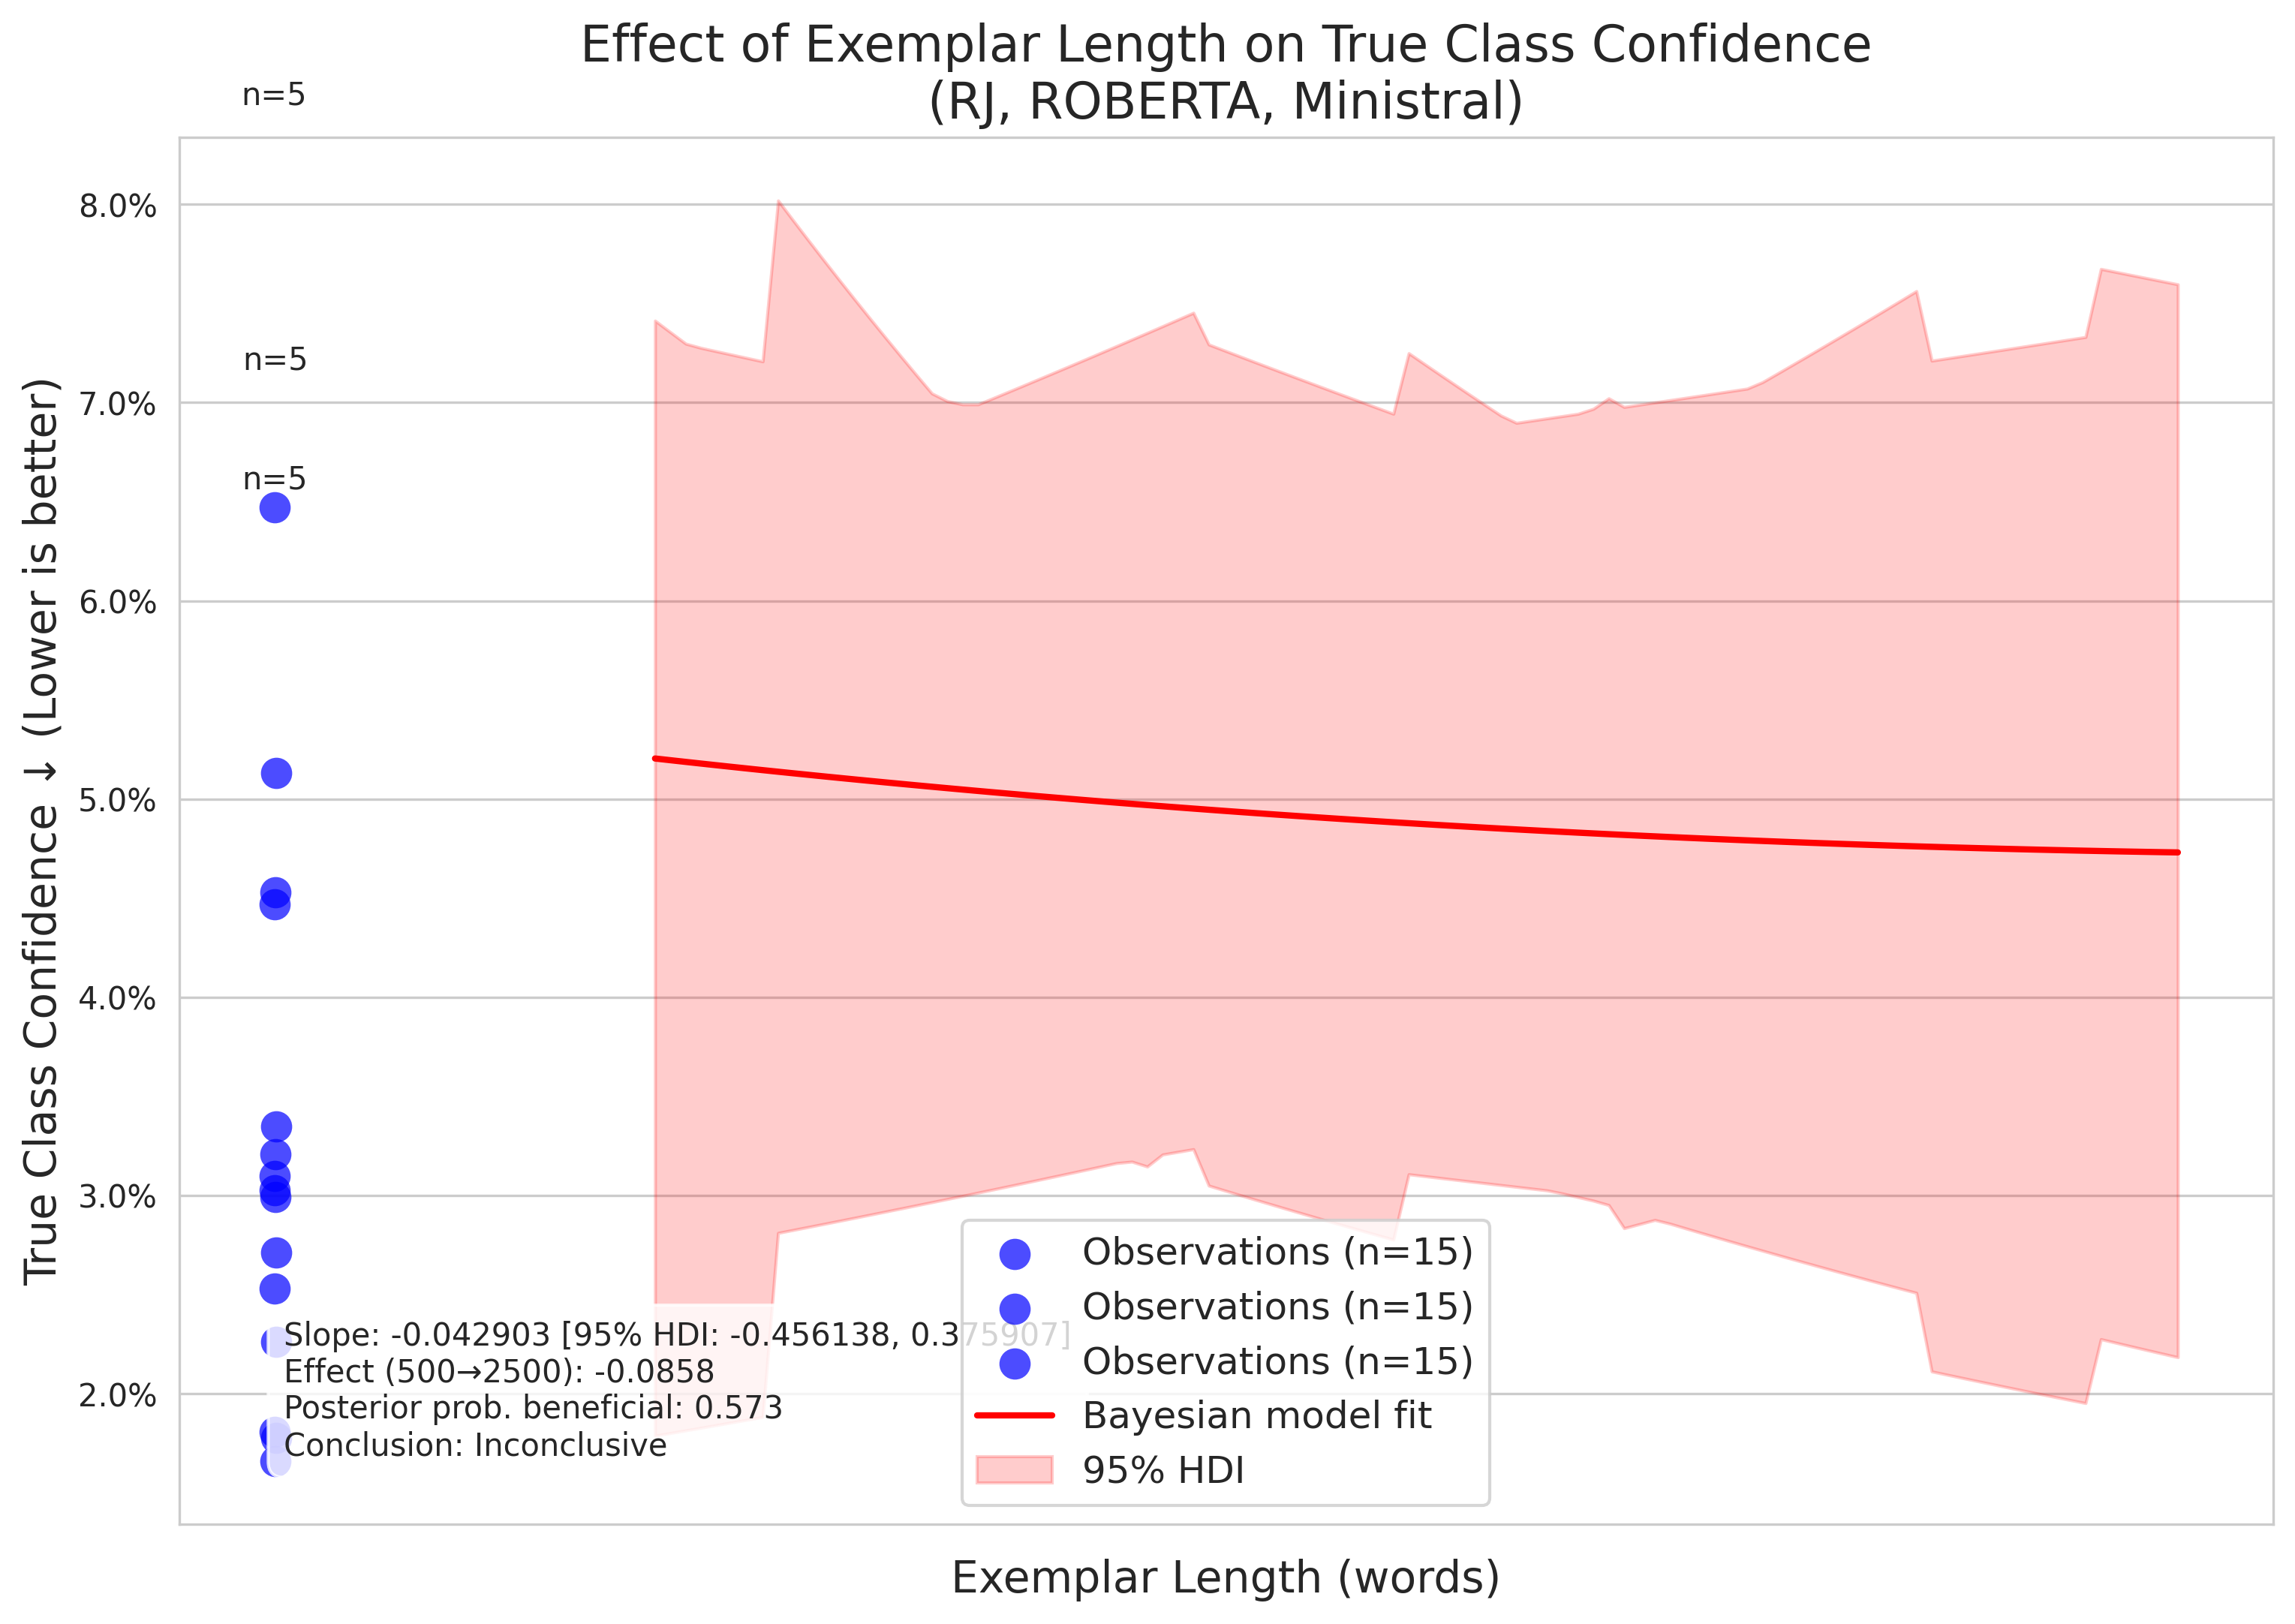 Effect of Exemplar Length on True Class Confidence
(RJ, ROBERTA, Ministral)
n=5
n=5
n=5
8.0%
7.0%
6.0%
5.0%
4.0%
3.0%
2.0%
True Class Confidence ↓ (Lower is better)
Slope: -0.042903 [95% HDI: -0.456138, 0.375907]
Effect (500→2500): -0.0858
Posterior prob. beneficial: 0.573
Conclusion: Inconclusive
Observations (n=15)
Observations (n=15)
Observations (n=15)
Bayesian model fit
95% HDI
Exemplar Length (words)